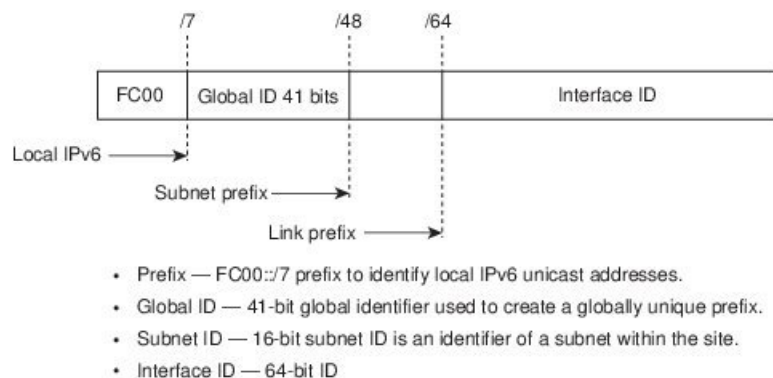 /7 /48 /64
FC00 Global ID 41 bits Interface ID
Local IPv6
Subnet prefix
Link prefix
• Prefix — FC00::/7 prefix to identify local IPv6 unicast addresses.
• Global ID — 41-bit global identifier used to create a globally unique prefix.
• Subnet ID — 16-bit subnet ID is an identifier of a subnet within the site.
• Interface ID — 64-bit ID